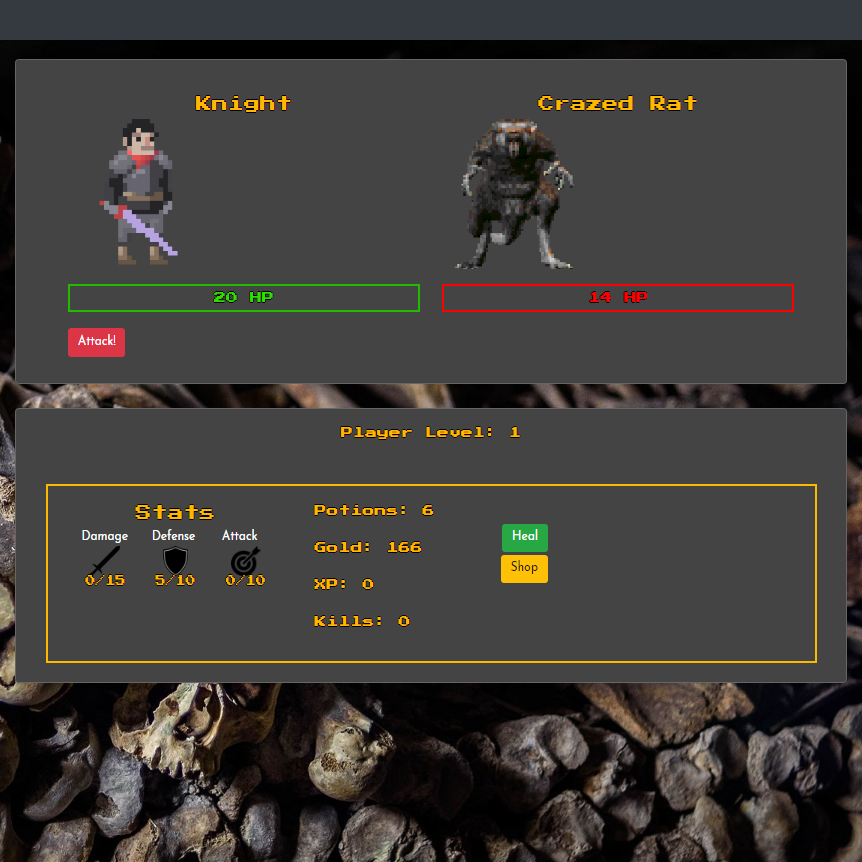 Knight
Crazed Rat
20 HP
14 HP
Attack!
Player Level: 1
Stats
Damage
Defense
Attack
0/15
5/10
0/10
Potions: 6
Gold: 166
XP: 0
Kills: 0
Heal
Shop